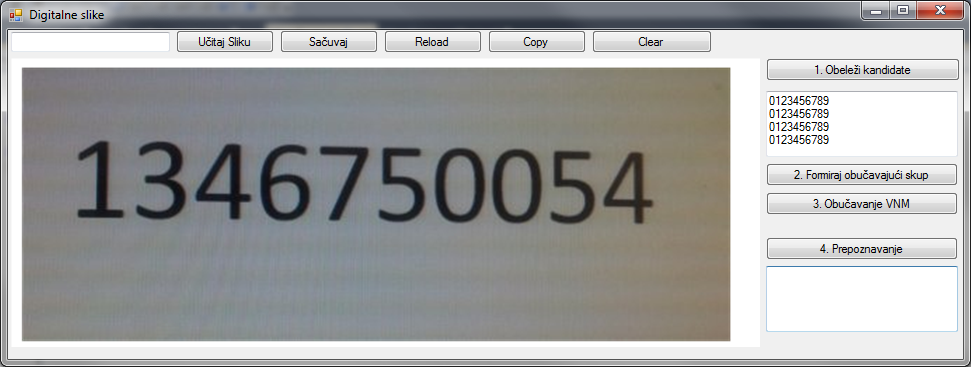 Digitalne slike
Učitaj Sliku
Sačuvaj
Reload
Copy
Clear
1346750054
1. Obeleži kandidate
0123456789
0123456789
0123456789
0123456789
2. Formiraj obučavajući skup
3. Obučavanje VNM
4. Prepoznavanje